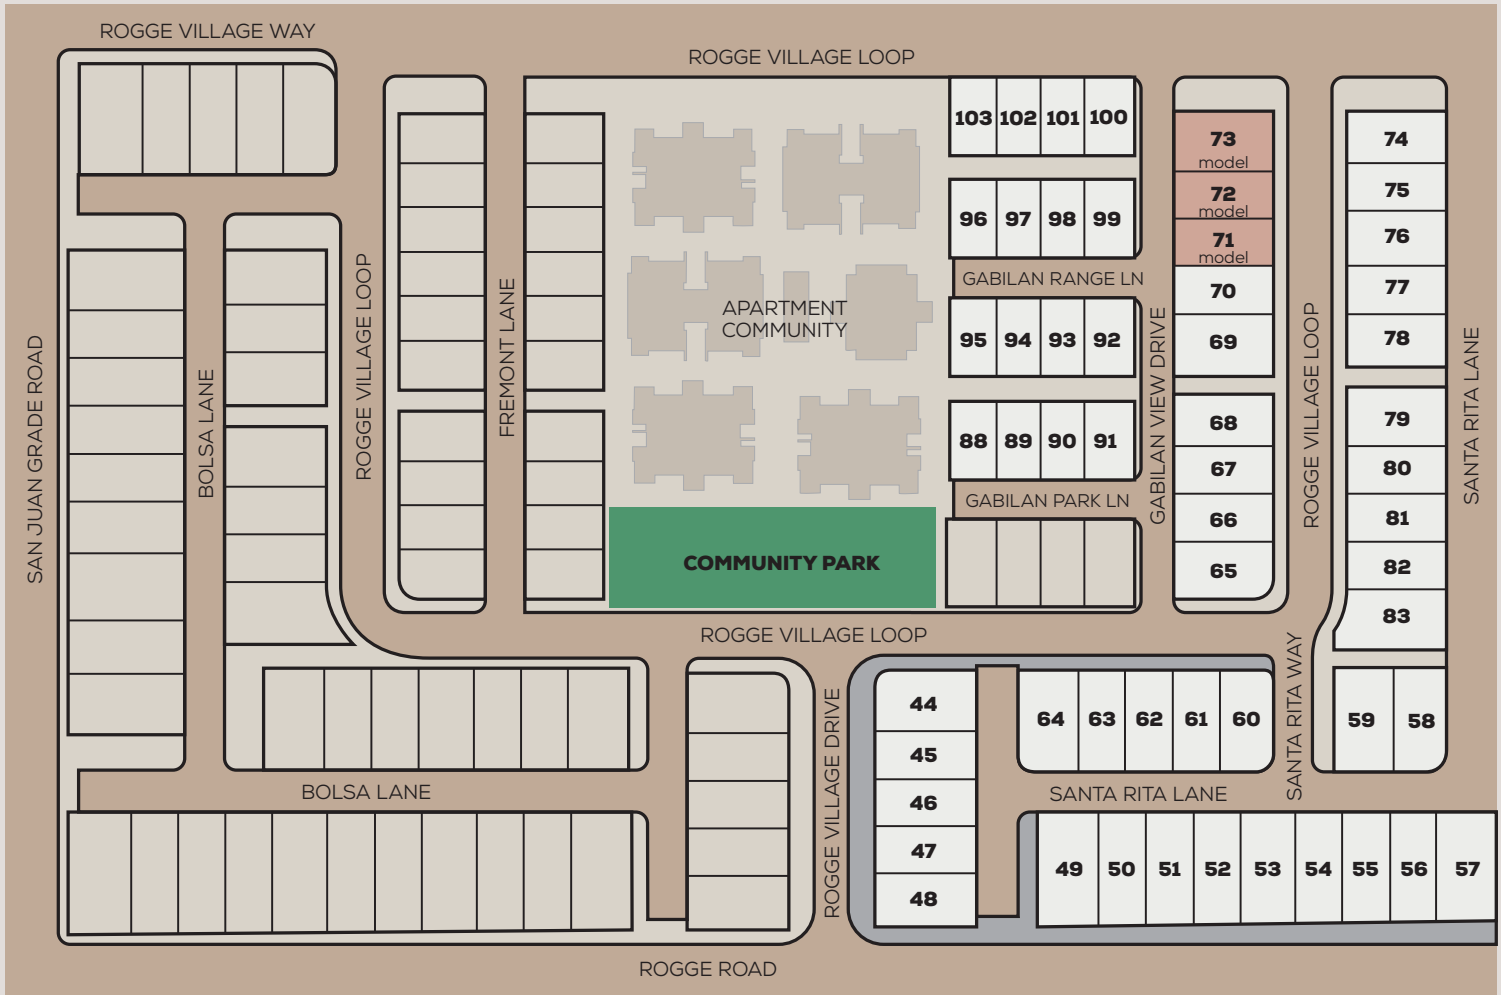 ROGGE VILLAGE WAY
ROGGE VILLAGE LOOP
103 102 101 100
73
model
74
72
model
75
96 97 98 99
71
model
76
GABILAN RANGE LN
70
77
APARTMENT
COMMUNITY
95 94 93 92
69
78
SAN JUAN GRADE ROAD
BOLSA LANE
ROGGE VILLAGE LOOP
FREMONT LANE
GABILAN VIEW DRIVE
ROGGE VILLAGE LOOP
SANTA RITA LANE
88 89 90 91
68
79
67
80
GABILAN PARK LN
66
81
COMMUNITY PARK
65
82
83
ROGGE VILLAGE LOOP
ROGGE VILLAGE DRIVE
SANTA RITA WAY
44
64 63 62 61 60
59 58
45
BOLSA LANE
46
SANTA RITA LANE
47
49 50 51 52 53 54 55 56 57
48
ROGGE ROAD